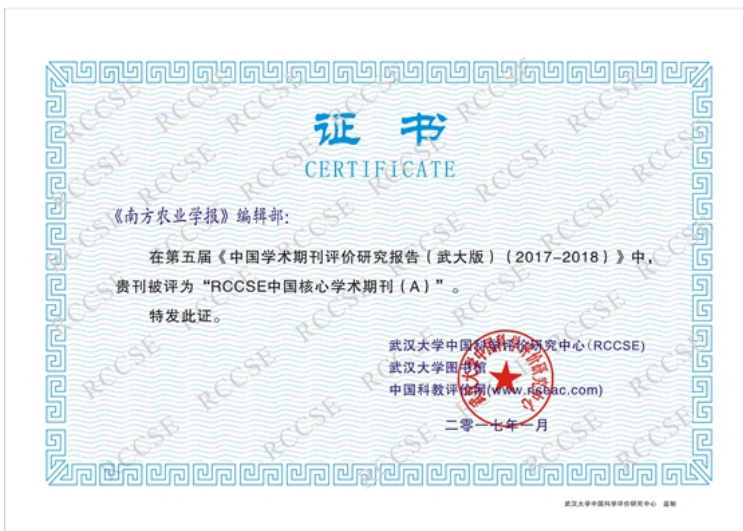 证书
CERTIFICATE
《南方农业学报》编辑部：
在第五届《中国学术期刊评价研究报告（武大版）（2017-2018）》中，
贵刊被评为“RCCSE中国核心学术期刊（A）”。
特发此证。
武汉大学中国科学评价研究中心(RCCSE)
武汉大学图书馆
中国科教评价网(www.nseac.com)
二零一七年一月
武汉大学中国科学评价研究中心 监制
RCCSE